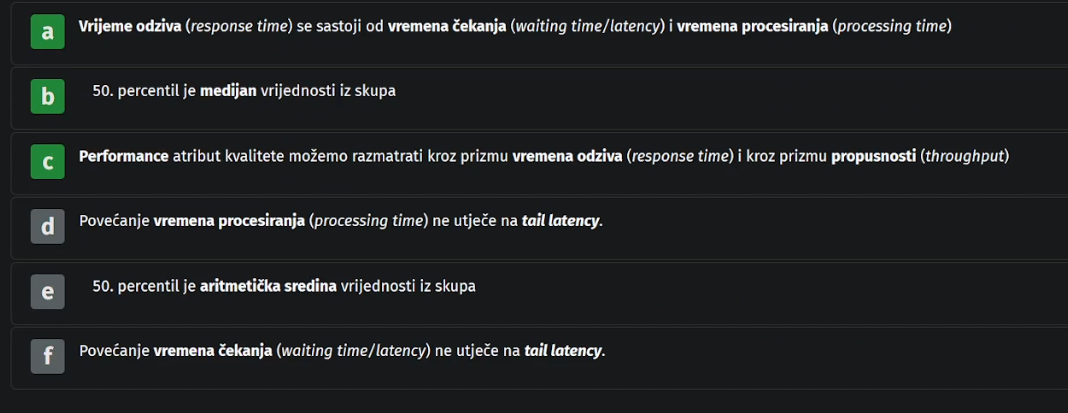 a Vrijeme odziva (response time) se sastoji od vremena čekanja (waiting time/latency) i vremena procesiranja (processing time)
b 50. percentil je medijan vrijednosti iz skupa
c Performance atribut kvalitete možemo razmatrati kroz prizmu vremena odziva (response time) i kroz prizmu propusnosti (throughput)
d Povećanje vremena procesiranja (processing time) ne utječe na tail latency.
e 50. percentil je aritmetička sredina vrijednosti iz skupa
f Povećanje vremena čekanja (waiting time/latency) ne utječe na tail latency.